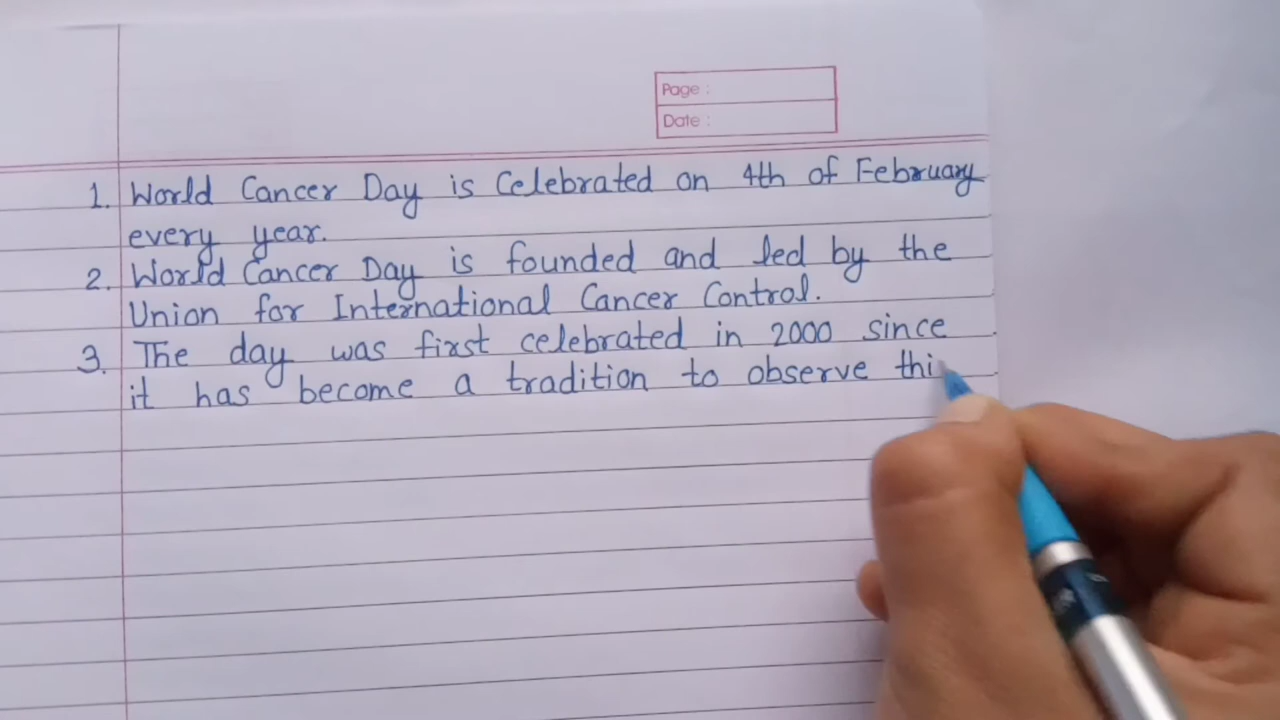 Page :
Date :
1. World Cancer Day is Celebrated on 4th of February
every year.
2. World Cancer Day is founded and led by the
Union for International Cancer Control.
3. The day was first celebrated in 2000 since
it has become a tradition to observe thi